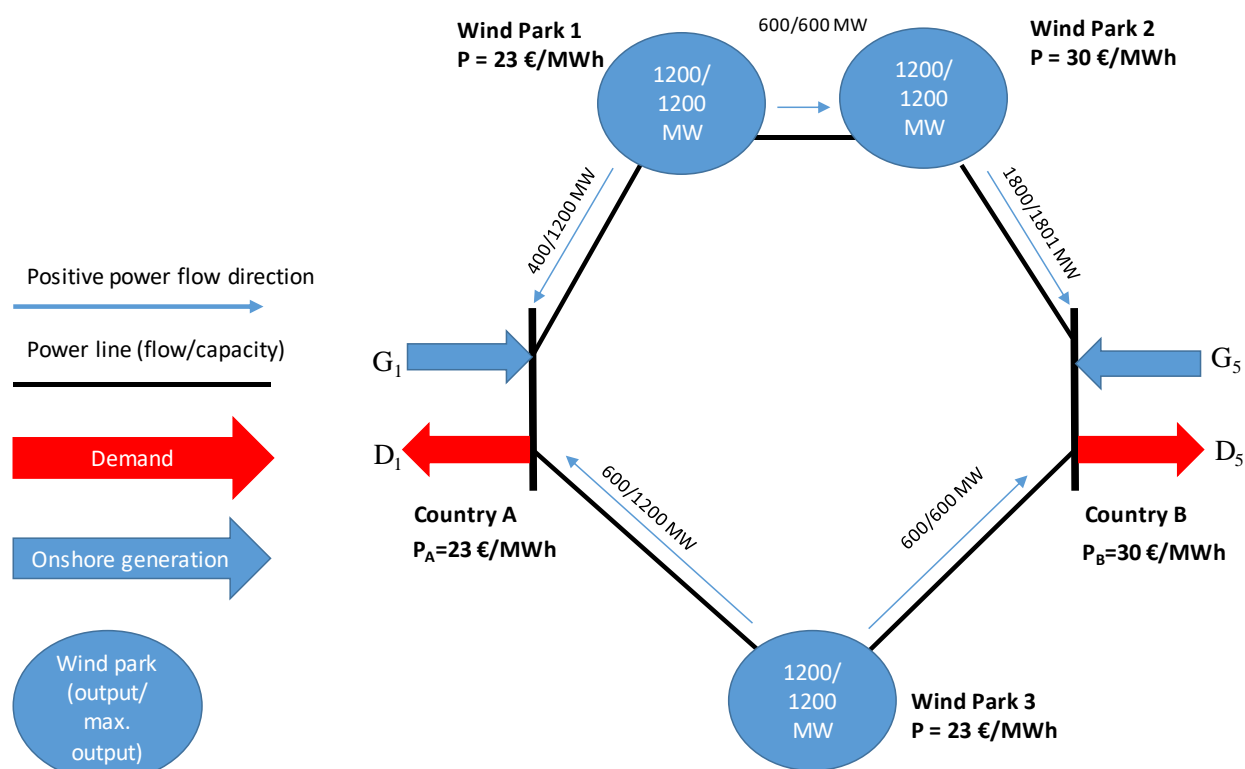 Wind Park 1
P = 23 €/MWh
600/600 MW
Wind Park 2
P = 30 €/MWh
1200/
1200
MW
1200/
1200
MW
400/1200 MW
1800/1801 MW
Positive power flow direction
Power line (flow/capacity)
G1
G5
Demand
D1
D5
600/1200 MW
600/600 MW
Country A
PA=23 €/MWh
Country B
PB=30 €/MWh
Onshore generation
Wind park
(output/
max.
output)
1200/
1200
MW
Wind Park 3
P = 23 €/MWh